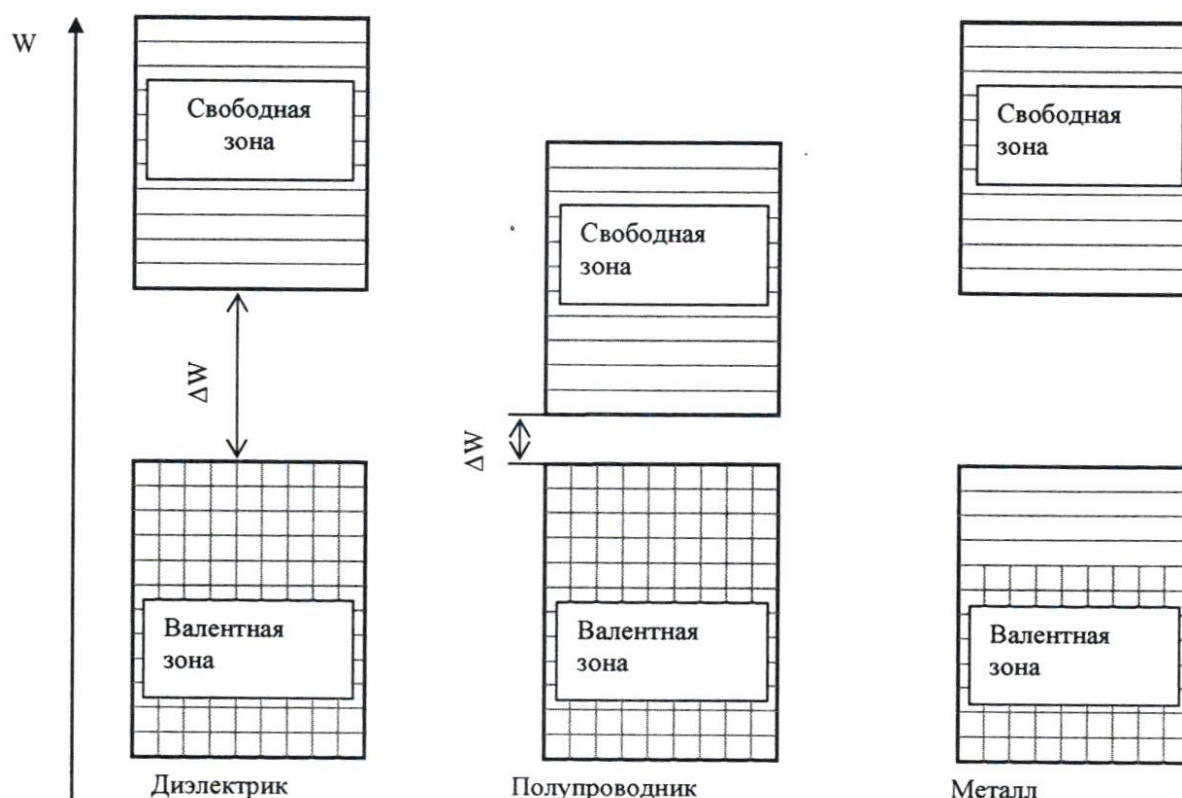 W
Свободная
зона
Свободная
зона
Свободная
зона
ΔW
ΔW
Валентная
зона
Валентная
зона
Валентная
зона
Диэлектрик
Полупроводник
Металл